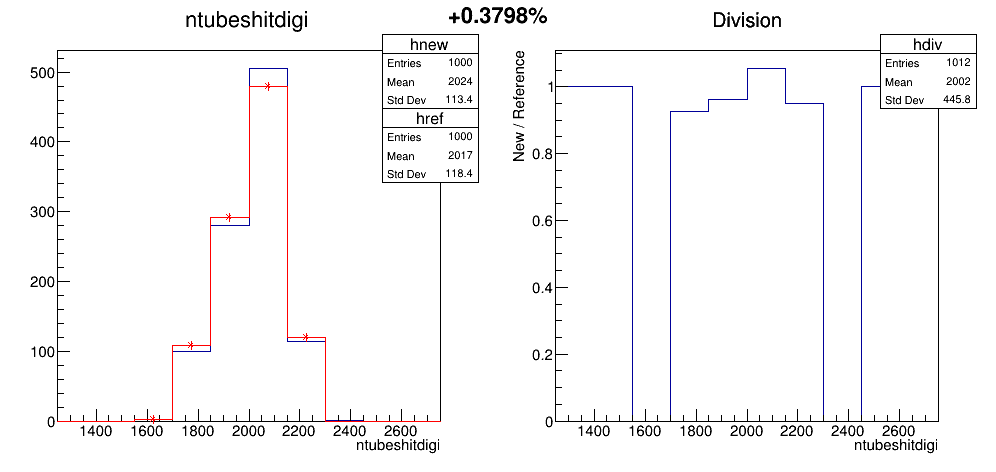 ntubeshitdigi
+0.3798%
Division
hnew
Entries 1000
Mean 2024
Std Dev 113.4
href
Entries 1000
Mean 2017
Std Dev 118.4
500
400
300
200
100
0
1400 1600 1800 2000 2200 2400 2600
ntubeshitdigi
hdiv
Entries 1012
Mean 2002
Std Dev 445.8
New / Reference
1
0.8
0.6
0.4
0.2
0
1400 1600 1800 2000 2200 2400 2600
ntubeshitdigi